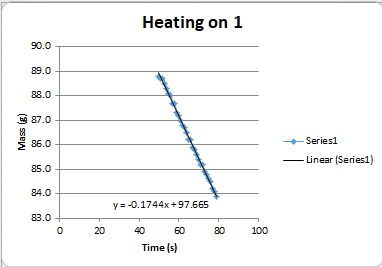 Heating on 1
90.0
89.0
88.0
87.0
86.0
85.0
84.0
83.0
Mass (g)
y = -0.1744x + 97.665
0 20 40 60 80 100
Time (s)
Series1
Linear (Series1)